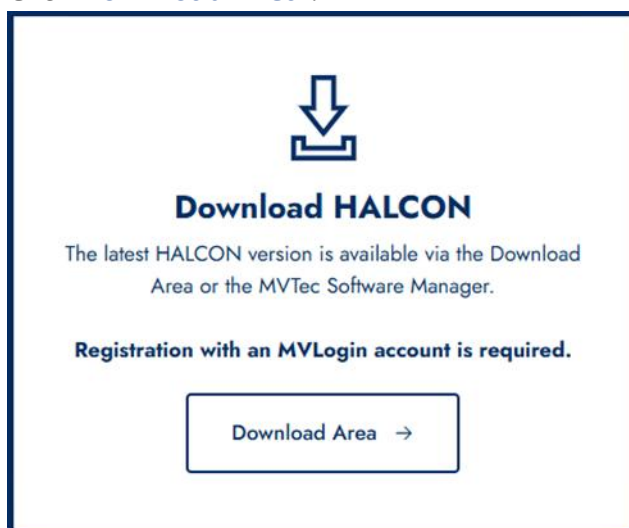 Download HALCON
The latest HALCON version is available via the Download
Area or the MVTec Software Manager.
Registration with an MVLogin account is required.
Download Area →